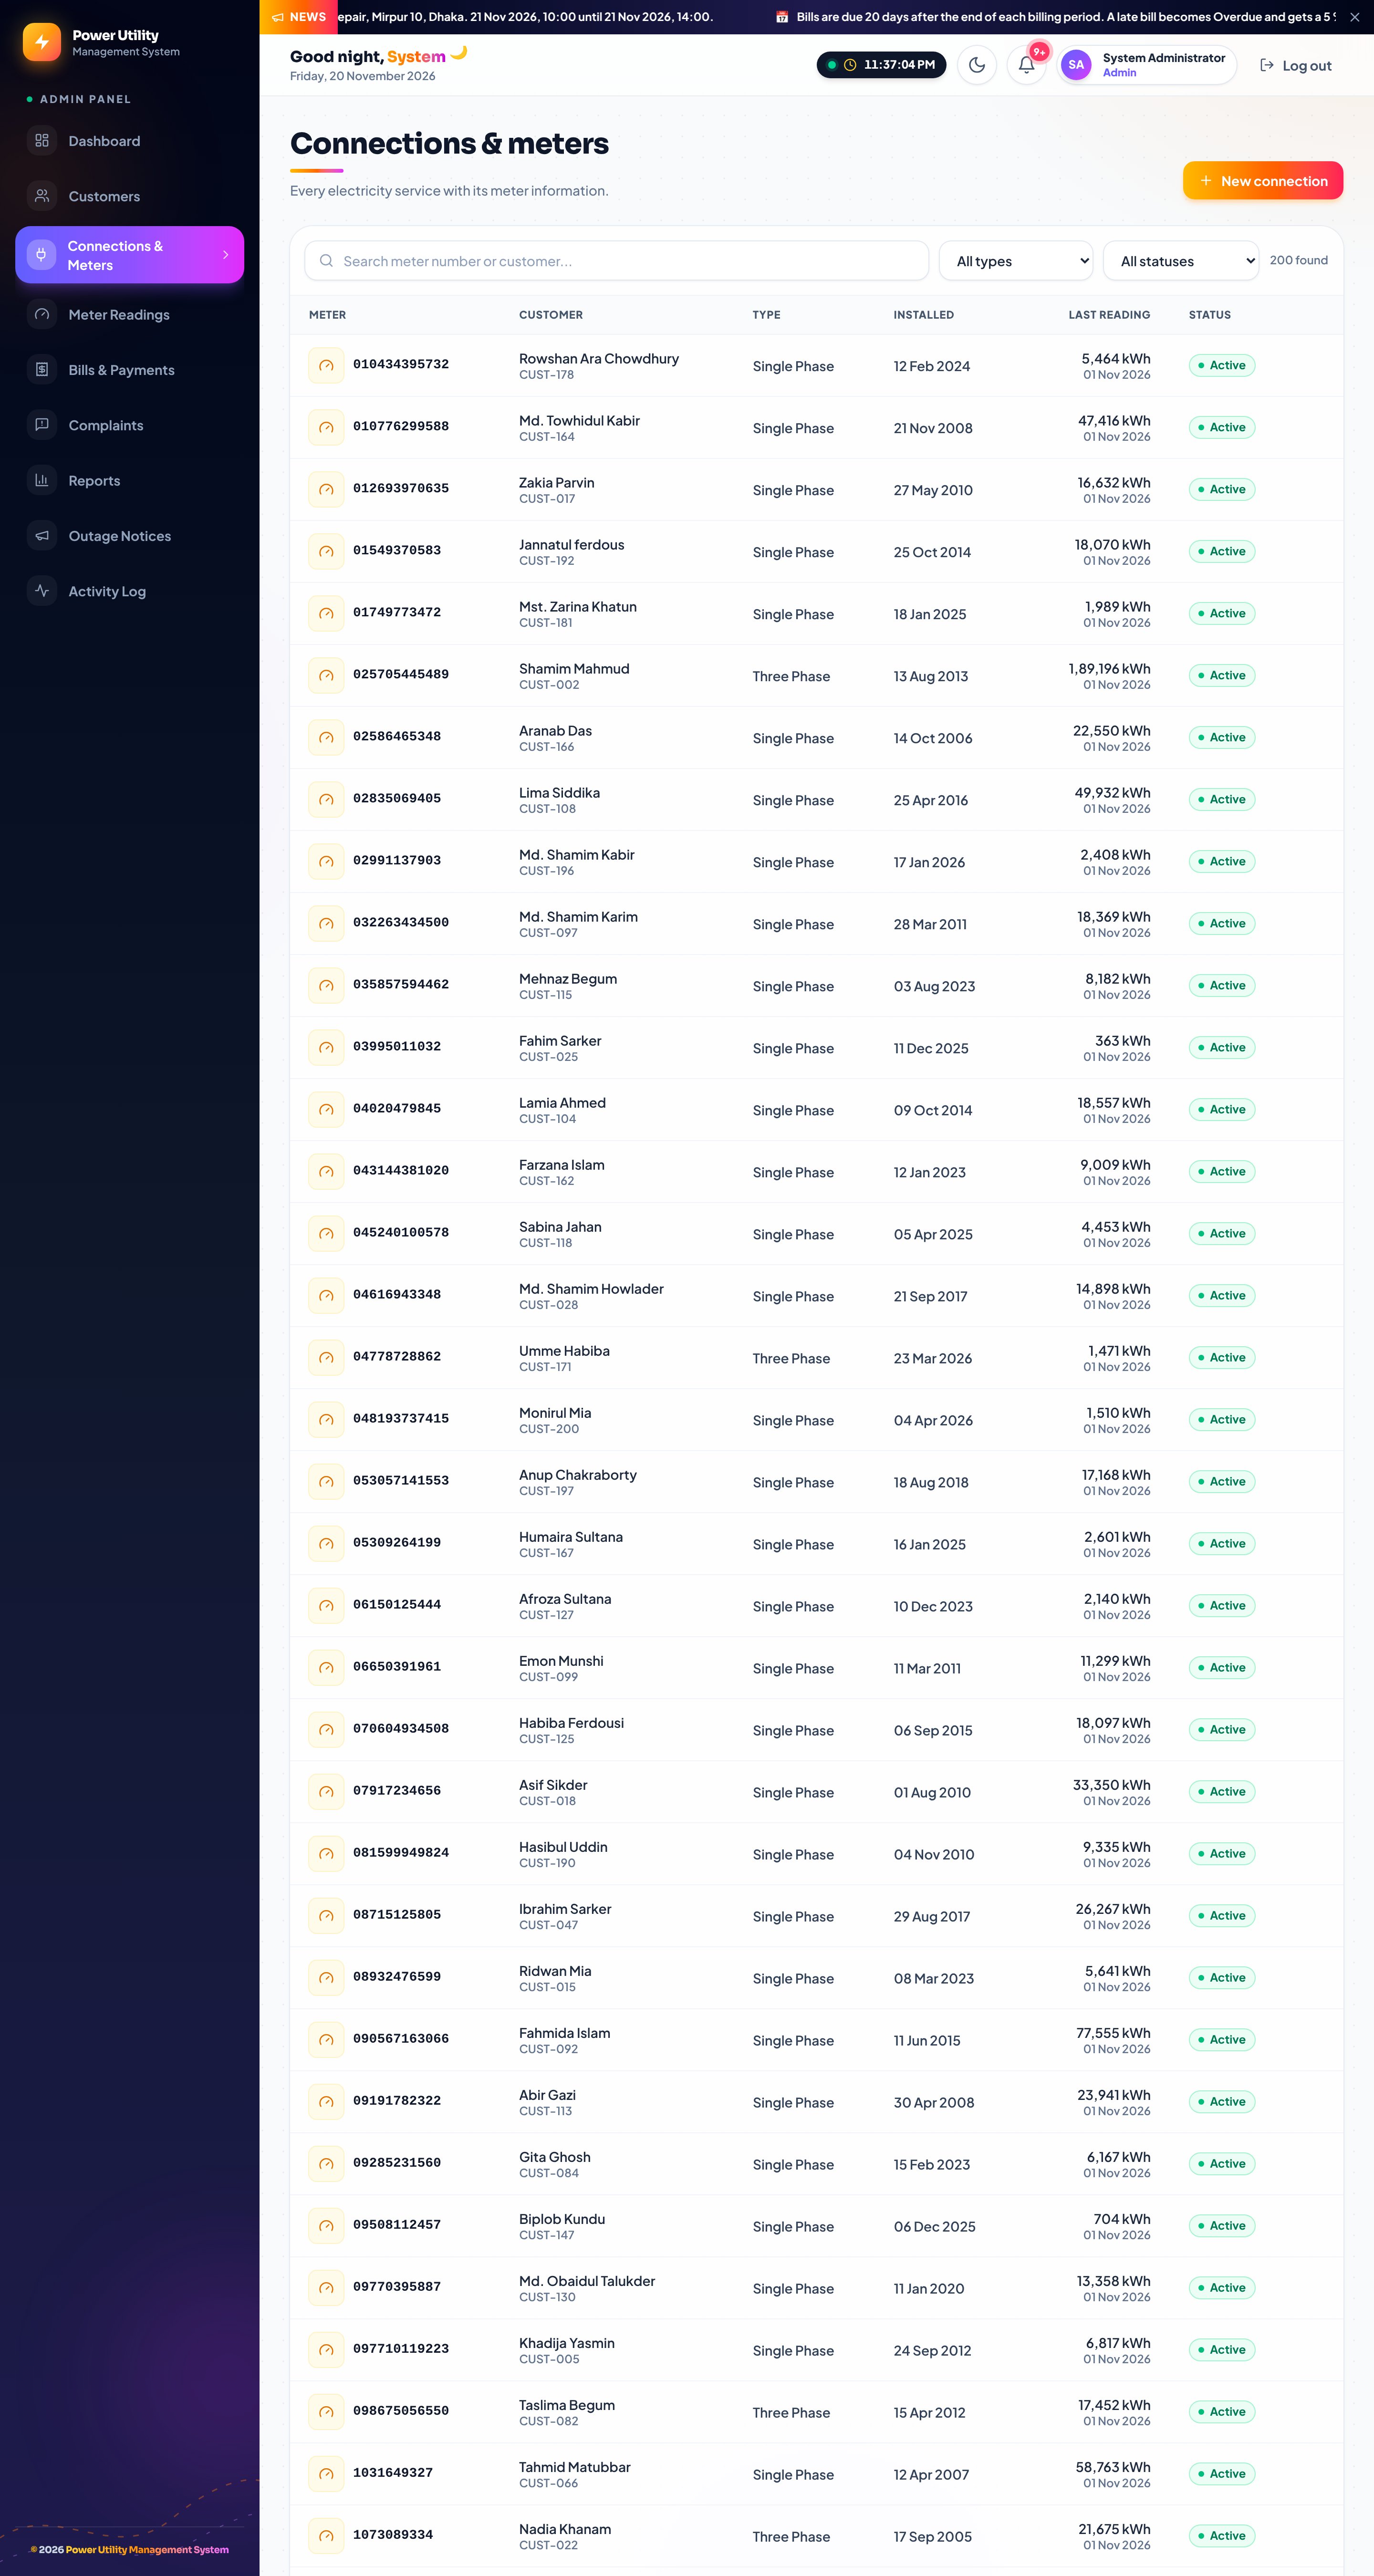 Power Utility
Management System
ADMIN PANEL
Dashboard
Customers
Connections &
Meters
Meter Readings
Bills & Payments
Complaints
Reports
Outage Notices
Activity Log
© 2026 Power Utility Management System
NEWS
epair, Mirpur 10, Dhaka. 21 Nov 2026, 10:00 until 21 Nov 2026, 14:00. 📅 Bills are due 20 days after the end of each billing period. A late bill becomes Overdue and gets a 5
Good night, System 🌙
Friday, 20 November 2026
11:37:04 PM
9+
SA
System Administrator
Admin
Log out
Connections & meters
Every electricity service with its meter information.
New connection
Search meter number or customer...
All types
All statuses
200 found
METER CUSTOMER TYPE INSTALLED LAST READING STATUS
010434395732 Rowshan Ara Chowdhury CUST-178 Single Phase 12 Feb 2024 5,464 kWh 01 Nov 2026 Active
010776299588 Md. Towhidul Kabir CUST-164 Single Phase 21 Nov 2008 47,416 kWh 01 Nov 2026 Active
012693970635 Zakia Parvin CUST-017 Single Phase 27 May 2010 16,632 kWh 01 Nov 2026 Active
01549370583 Jannatul ferdous CUST-192 Single Phase 25 Oct 2014 18,070 kWh 01 Nov 2026 Active
01749773472 Mst. Zarina Khatun CUST-181 Single Phase 18 Jan 2025 1,989 kWh 01 Nov 2026 Active
025705445489 Shamim Mahmud CUST-002 Three Phase 13 Aug 2013 1,89,196 kWh 01 Nov 2026 Active
02586465348 Aranab Das CUST-166 Single Phase 14 Oct 2006 22,550 kWh 01 Nov 2026 Active
02835069405 Lima Siddika CUST-108 Single Phase 25 Apr 2016 49,932 kWh 01 Nov 2026 Active
02991137903 Md. Shamim Kabir CUST-196 Single Phase 17 Jan 2026 2,408 kWh 01 Nov 2026 Active
032263434500 Md. Shamim Karim CUST-097 Single Phase 28 Mar 2011 18,369 kWh 01 Nov 2026 Active
035857594462 Mehnaz Begum CUST-115 Single Phase 03 Aug 2023 8,182 kWh 01 Nov 2026 Active
03995011032 Fahim Sarker CUST-025 Single Phase 11 Dec 2025 363 kWh 01 Nov 2026 Active
04020479845 Lamia Ahmed CUST-104 Single Phase 09 Oct 2014 18,557 kWh 01 Nov 2026 Active
043144381020 Farzana Islam CUST-162 Single Phase 12 Jan 2023 9,009 kWh 01 Nov 2026 Active
045240100578 Sabina Jahan CUST-118 Single Phase 05 Apr 2025 4,453 kWh 01 Nov 2026 Active
04616943348 Md. Shamim Howlader CUST-028 Single Phase 21 Sep 2017 14,898 kWh 01 Nov 2026 Active
04778728862 Umme Habiba CUST-171 Three Phase 23 Mar 2026 1,471 kWh 01 Nov 2026 Active
048193737415 Monirul Mia CUST-200 Single Phase 04 Apr 2026 1,510 kWh 01 Nov 2026 Active
053057141553 Anup Chakraborty CUST-197 Single Phase 18 Aug 2018 17,168 kWh 01 Nov 2026 Active
05309264199 Humaira Sultana CUST-167 Single Phase 16 Jan 2025 2,601 kWh 01 Nov 2026 Active
06150125444 Afroza Sultana CUST-127 Single Phase 10 Dec 2023 2,140 kWh 01 Nov 2026 Active
06650391961 Emon Munshi CUST-099 Single Phase 11 Mar 2011 11,299 kWh 01 Nov 2026 Active
070604934508 Habiba Ferdousi CUST-125 Single Phase 06 Sep 2015 18,097 kWh 01 Nov 2026 Active
07917234656 Asif Sikder CUST-018 Single Phase 01 Aug 2010 33,350 kWh 01 Nov 2026 Active
081599949824 Hasibul Uddin CUST-190 Single Phase 04 Nov 2010 9,335 kWh 01 Nov 2026 Active
08715125805 Ibrahim Sarker CUST-047 Single Phase 29 Aug 2017 26,267 kWh 01 Nov 2026 Active
08932476599 Ridwan Mia CUST-015 Single Phase 08 Mar 2023 5,641 kWh 01 Nov 2026 Active
090567163066 Fahmida Islam CUST-092 Single Phase 11 Jun 2015 77,555 kWh 01 Nov 2026 Active
09191782322 Abir Gazi CUST-113 Single Phase 30 Apr 2008 23,941 kWh 01 Nov 2026 Active
09285231560 Gita Ghosh CUST-084 Single Phase 15 Feb 2023 6,167 kWh 01 Nov 2026 Active
09508112457 Biplob Kundu CUST-147 Single Phase 06 Dec 2025 704 kWh 01 Nov 2026 Active
09770395887 Md. Obaidul Talukder CUST-130 Single Phase 11 Jan 2020 13,358 kWh 01 Nov 2026 Active
097710119223 Khadija Yasmin CUST-005 Single Phase 24 Sep 2012 6,817 kWh 01 Nov 2026 Active
098675056550 Taslima Begum CUST-082 Three Phase 15 Apr 2012 17,452 kWh 01 Nov 2026 Active
1031649327 Tahmid Matubbar CUST-066 Single Phase 12 Apr 2007 58,763 kWh 01 Nov 2026 Active
1073089334 Nadia Khanam CUST-022 Three Phase 17 Sep 2005 21,675 kWh 01 Nov 2026 Active